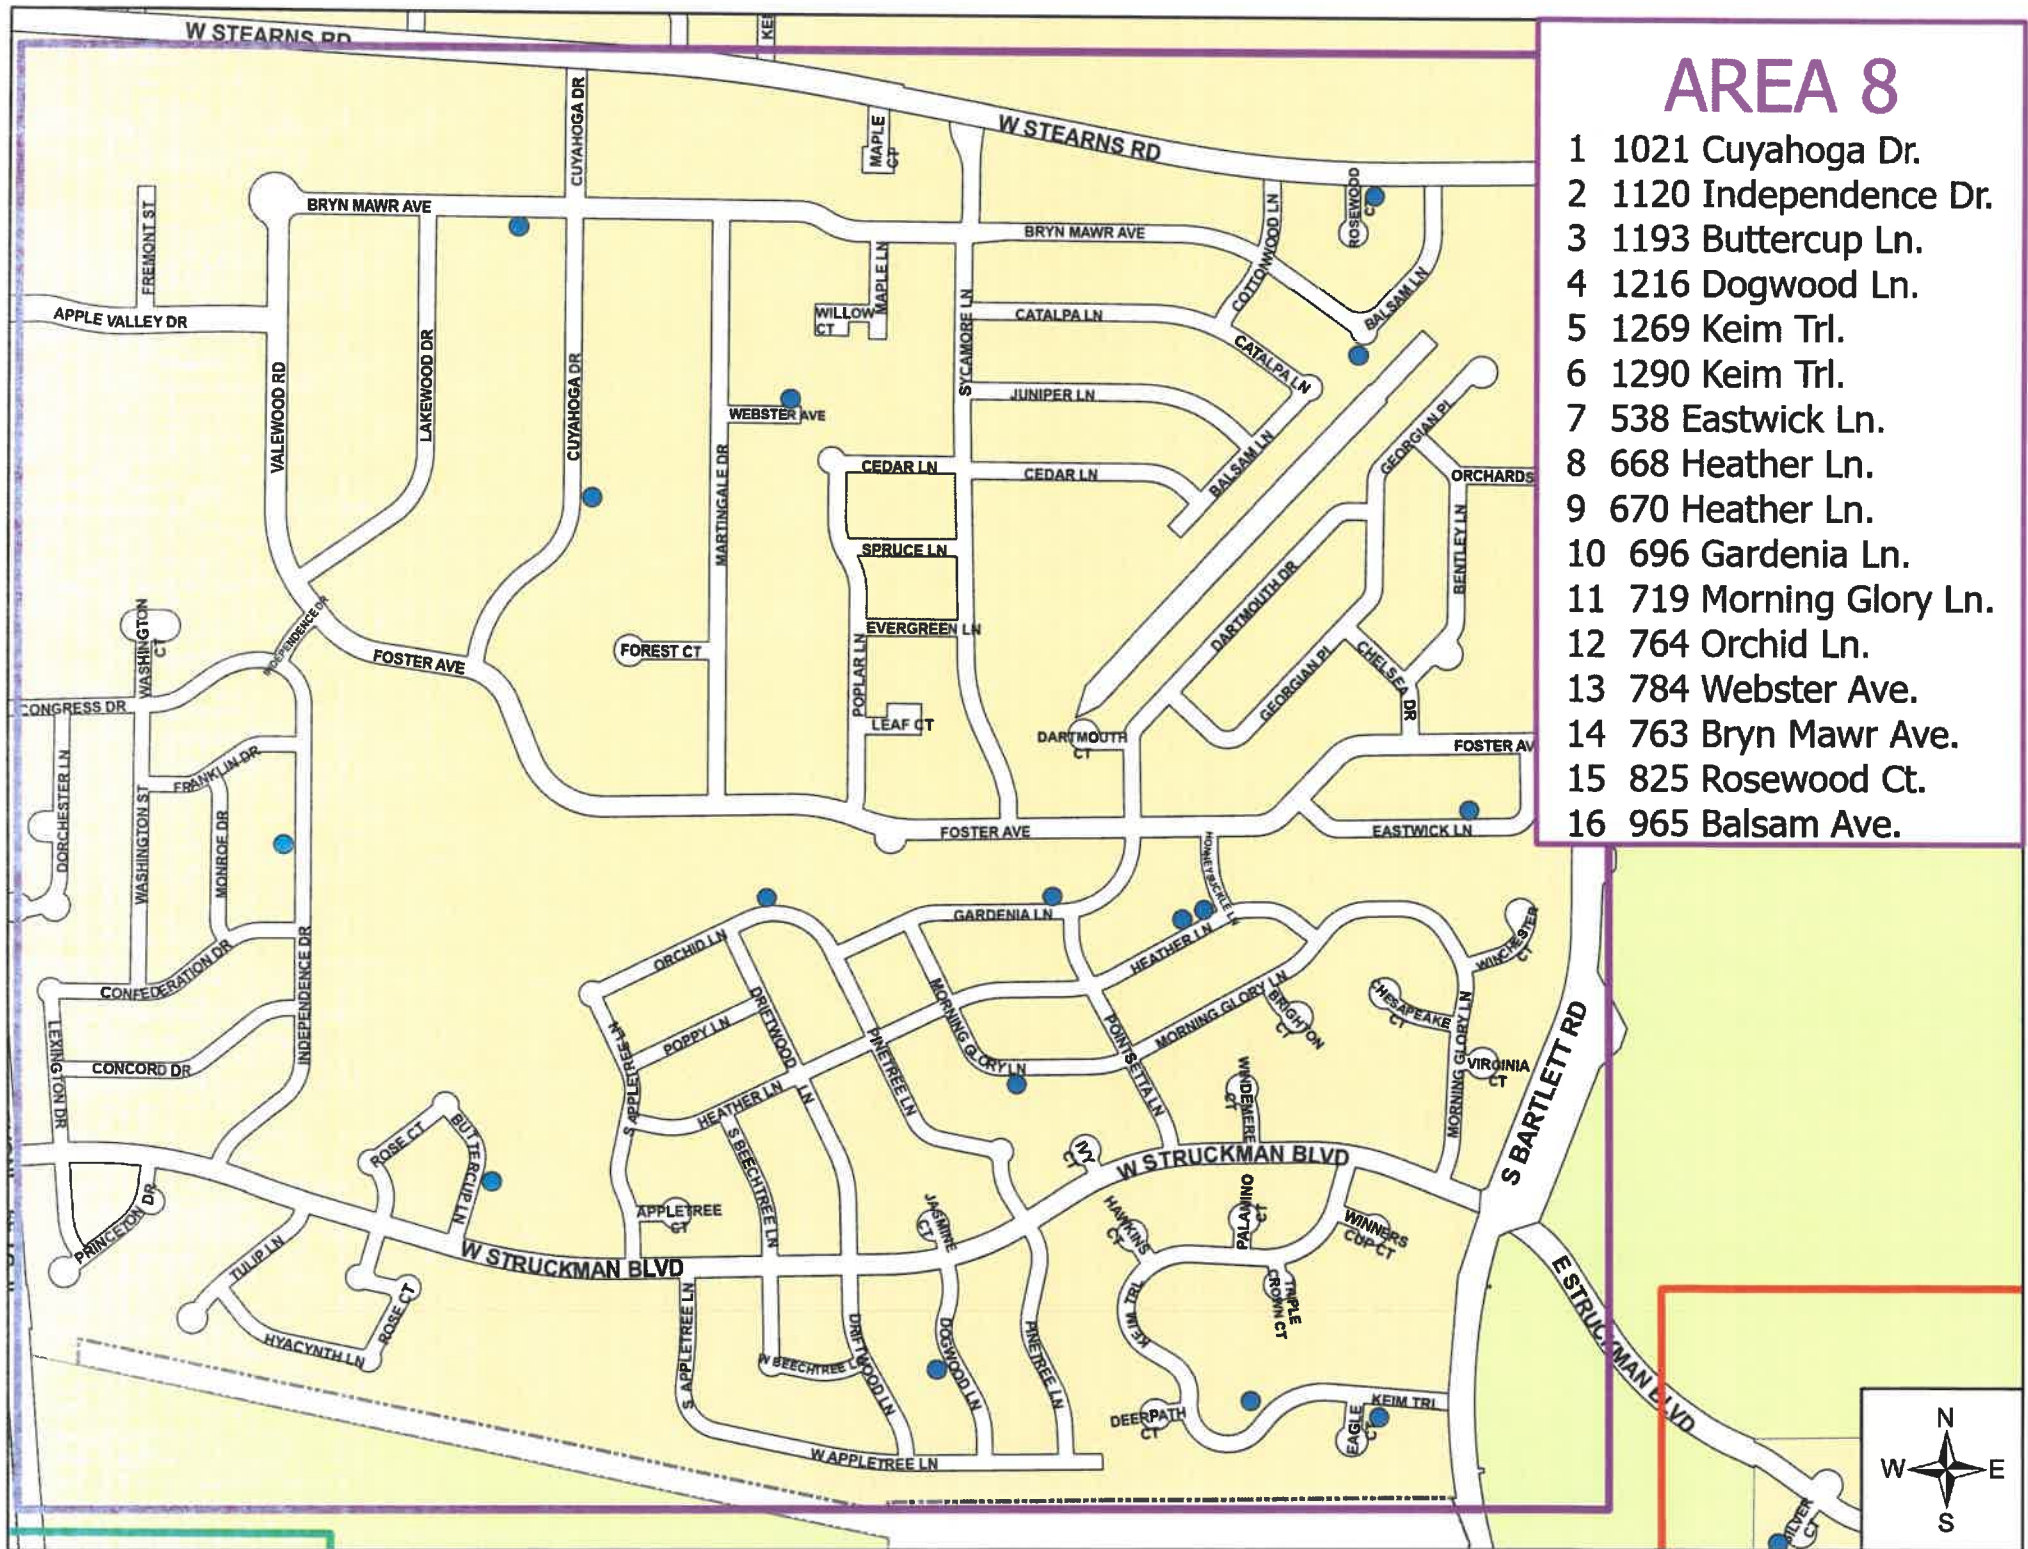 W STEARNS RD
KEI
AREA 8
1 1021 Cuyahoga Dr.
2 1120 Independence Dr.
3 1193 Buttercup Ln.
4 1216 Dogwood Ln.
5 1269 Keim Trl.
6 1290 Keim Trl.
7 538 Eastwick Ln.
8 668 Heather Ln.
9 670 Heather Ln.
10 696 Gardenia Ln.
11 719 Morning Glory Ln.
12 764 Orchid Ln.
13 784 Webster Ave.
14 763 Bryn Mawr Ave.
15 825 Rosewood Ct.
16 965 Balsam Ave.
CUYAHOGA DR
MAPLE
CT
W STEARNS RD
ROSEWOOD
CT
FREMONT ST
BRYN MAWR AVE
BRYN MAWR AVE
COTTONWOOD LN
MAPLE LN
WILLOW
CT
BALSAM LN
APPLE VALLEY DR
CATALPA LN
SYCAMORE LN
LAKEWOOD DR
CUYAHOGA DR
VALEWOOD RD
CATALPA LN
JUNIPER LN
WEBSTER AVE
MARTINGALE DR
CEDAR LN
CEDAR LN
BALSAM LN
GEORGIAN PL
ORCHARDS
BENTLEY LN
SPRUCE LN
EVERGREEN LN
DARTMOUTH DR
WASHINGTON
CT
INDEPENDENCE DR
FOSTER AVE
FOREST CT
POPLAR LN
GEORGIAN PL
CHELSEA DR
CONGRESS DR
LEAF CT
DARTMOUTH
CT
FOSTER AV
DORCHESTER LN
WASHINGTON ST
FRANKLIN DR
MONROE DR
FOSTER AVE
EASTWICK LN
HONNEYSUCKLE LN
GARDENIA LN
ORCHID LN
HEATHER LN
WINCHESTER
CT
CONFEDERATION DR
INDEPENDENCE DR
DRIFTWOOD
LN
POPPY LN
MORNING
GLORY LN
PINETREE LN
POINTSETTA LN
MORNING GLORY LN
BRIGHTON
CT
CHESAPEAKE
CT
MORNING GLORY LN
VIRGINIA
CT
S BARTLETT RD
LEXINGTON DR
CONCORD DR
S APPLETREE LN
HEATHER LN
WINDEMERE
CT
ROSE CT
BUTTERCUP LN
S BEECHTREE LN
IVY
CT
W STRUCKMAN BLVD
PRINCETON
DR
APPLETREE
CT
JASMINE
CT
HAWKINS
CT
PALAMINO
CT
WINNERS
CUP CT
TULIP LN
W STRUCKMAN BLVD
E STRUCKMAN BLVD
ROSE CT
HYACYNTH LN
S APPLETREE LN
W BEECHTREE LN
DRIFTWOOD LN
DOGWOOD LN
PINETREE LN
KEIM TRL
TRIPLE
CROWN CT
DEERPATH
CT
KEIM TRL
EAGLE
CT
W APPLETREE LN
SILVER
CT
N
W E
S